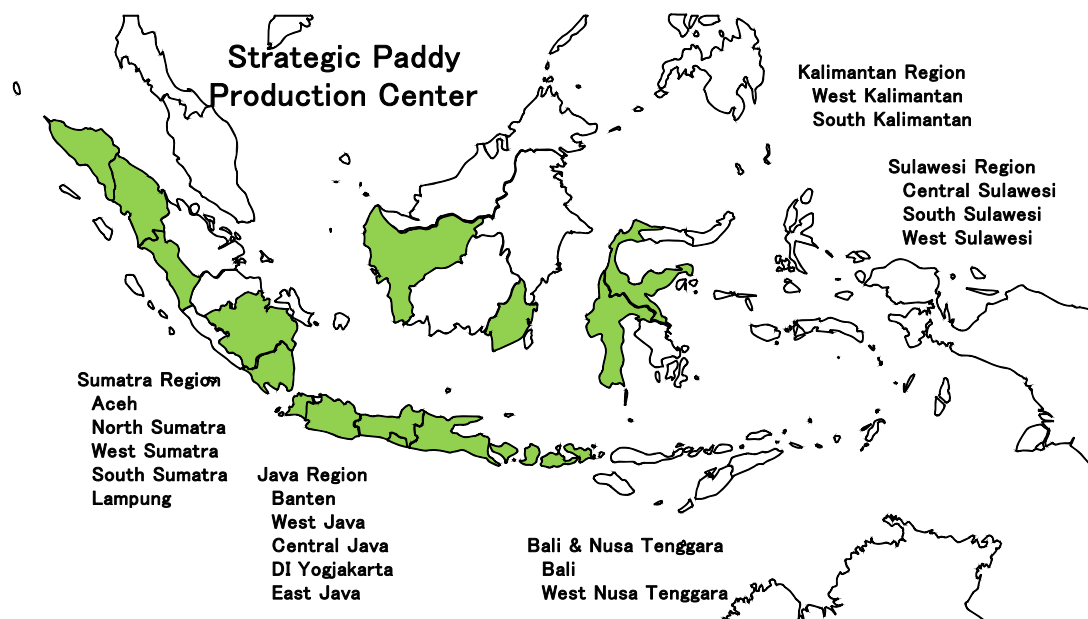 Strategic Paddy
Production Center
Kalimantan Region
West Kalimantan
South Kalimantan
Sulawesi Region
Central Sulawesi
South Sulawesi
West Sulawesi
Sumatra Region
Aceh
North Sumatra
West Sumatra
South Sumatra
Lampung
Java Region
Banten
West Java
Central Java
DI Yogjakarta
East Java
Bali & Nusa Tenggara
Bali
West Nusa Tenggara